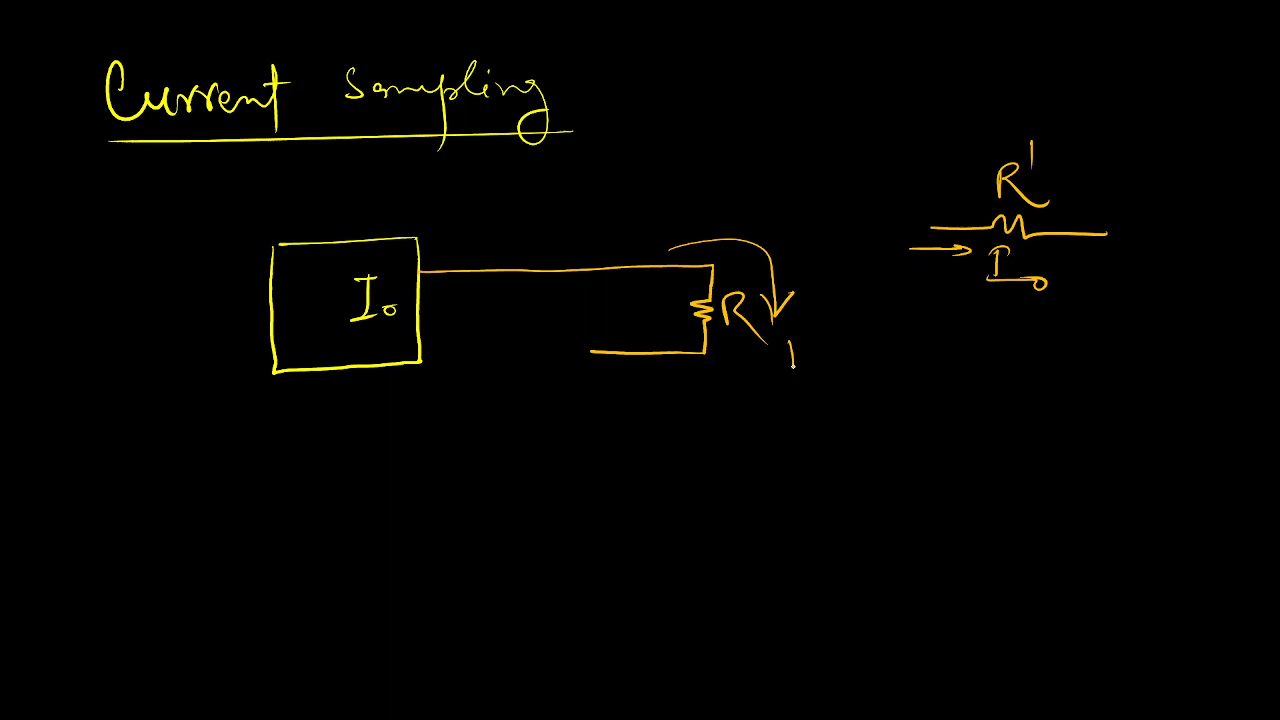 Current Sampling
R'
I₀
I₀
R